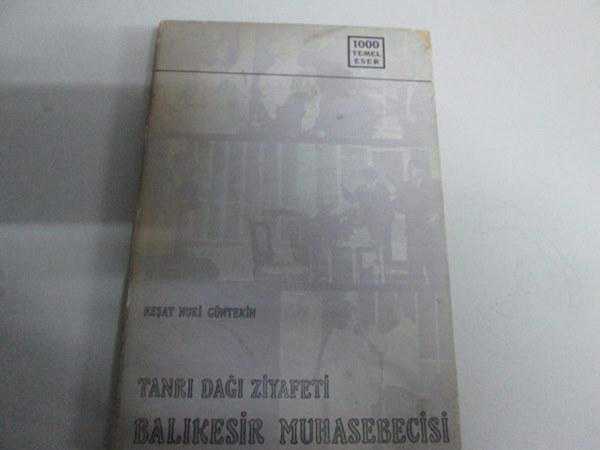 1000
TEMEL
ESER
REŞAT NURİ GÜNTEKİN
TANRI DAĞI ZİYAFETİ
BALIKESİR MUHASEBECİSİ